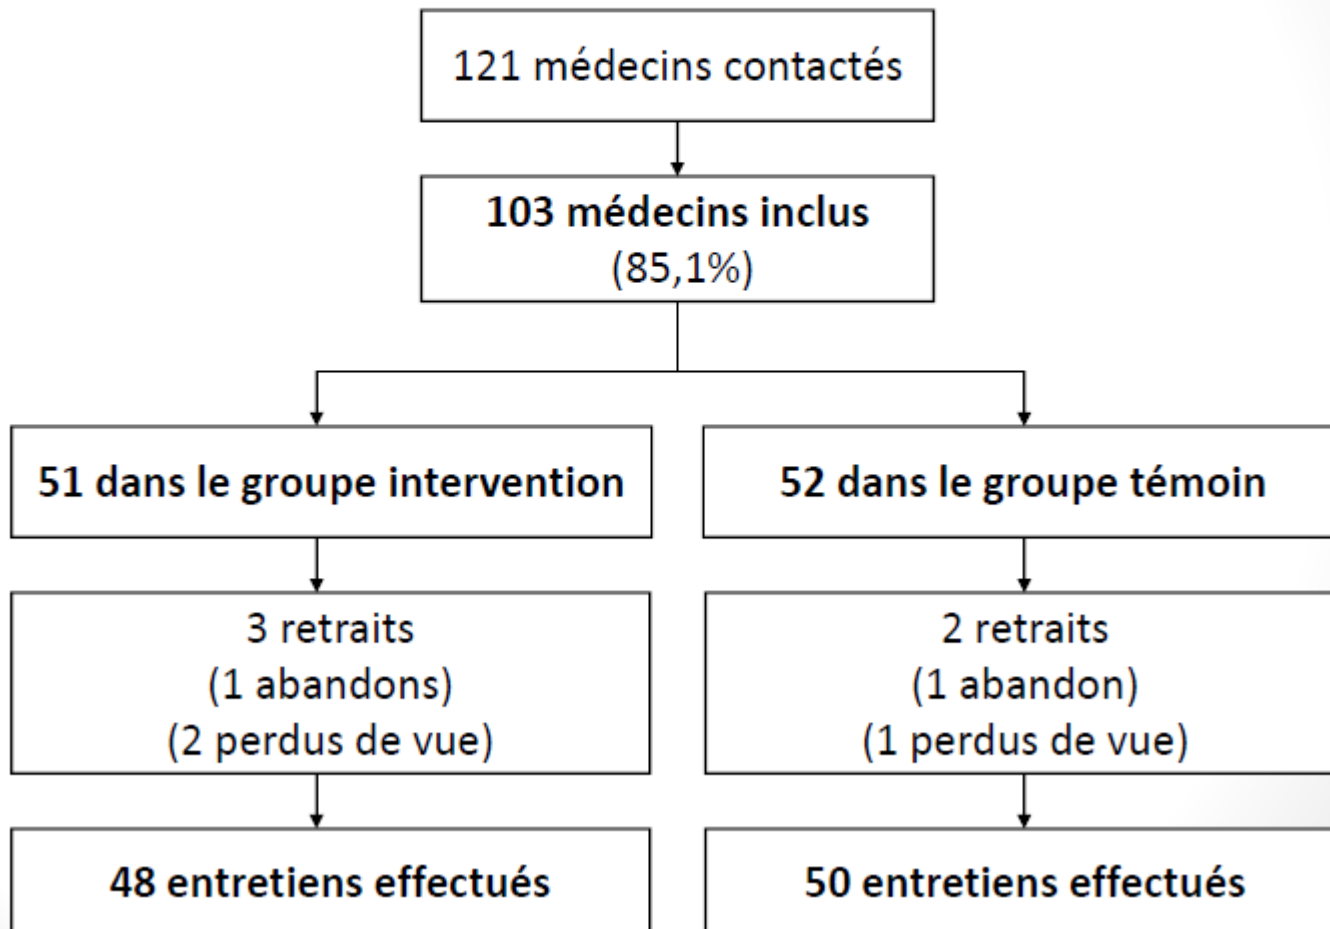 121 médecins contactés
103 médecins inclus
(85,1%)
51 dans le groupe intervention
52 dans le groupe témoin
3 retraits
(1 abandons)
(2 perdus de vue)
2 retraits
(1 abandon)
(1 perdus de vue)
48 entretiens effectués
50 entretiens effectués